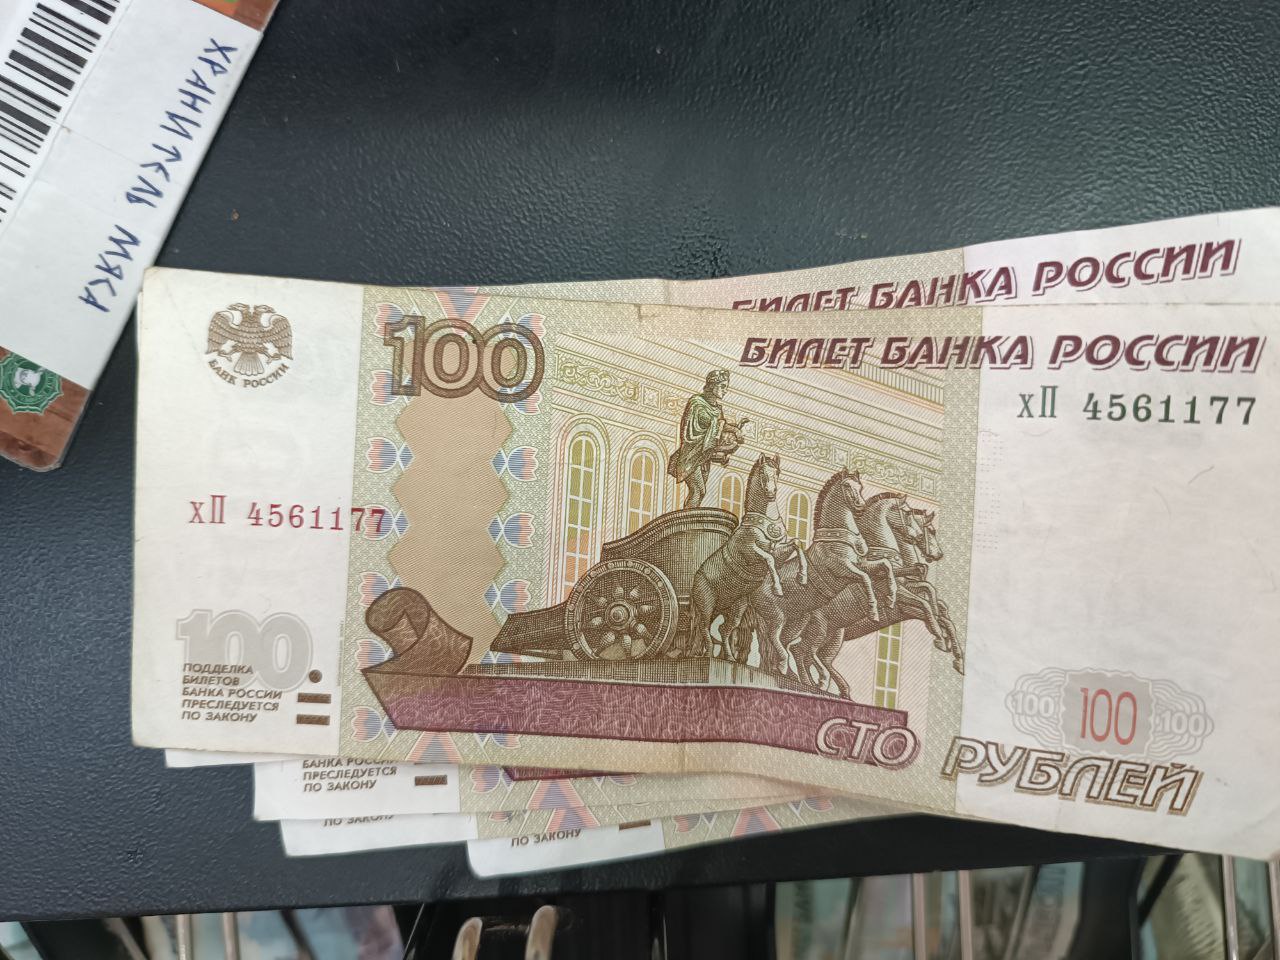 ХРАНИТЕЛЬ МЯСА
БИЛЕТ БАНКА РОССИИ
БИЛЕТ БАНКА РОССИИ
100
БАНК РОССИИ
хП 4561177
хП 4561177
100
ПОДДЕЛКА
БИЛЕТОВ
БАНКА РОССИИ
ПРЕСЛЕДУЕТСЯ
ПО ЗАКОНУ
100 100 100
СТО
РУБЛЕЙ
БАНКА РОССИИ
ПРЕСЛЕДУЕТСЯ
ПО ЗАКОНУ
ПО ЗАКОНУ
ПО ЗАКОНУ